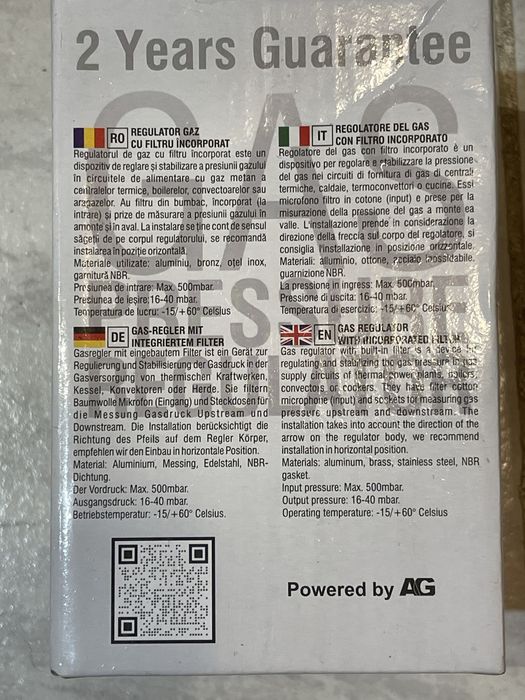 2 Years Guarantee
RO REGULATOR GAZ
CU FILTRU ÎNCORPORAT
Regulatorul de gaz cu filtru încorporat este un
dispozitiv de reglare și stabilizare a presiunii gazului
în circuitele de alimentare cu gaz metan a
centralelor termice, boilerelor, convectoarelor sau
aragazelor. Au filtru din bumbac, încorporat (la
intrare) și prize de măsurare a presiunii gazului în
amonte și în aval. La instalare se ține cont de sensul
săgeții de pe corpul regulatorului, se recomandă
instalarea în poziție orizontală.
Materiale utilizate: aluminiu, bronz, oțel inox,
garnitură NBR.
Presiunea de intrare: Max. 500mbar.
Presiunea de ieșire:16-40 mbar.
Temperatura de lucru: -15/+60° Celsius
IT REGOLATORE DEL GAS
CON FILTRO INCORPORATO
Regolatore del gas con filtro incorporato è un
dispositivo per regolare e stabilizzare la pressione
del gas nei circuiti di fornitura di gas di centrali
termiche, caldaie, termoconvettori o cucine. Essi
microfono filtro in cotone (input) e prese per la
misurazione della pressione del gas a monte ea
valle. L'installazione prende in considerazione la
direzione della freccia sul corpo del regolatore, si
consiglia l'installazione in posizione orizzontale.
Materiali: alluminio, ottone, acciaio inossidabile,
guarnizione NBR.
La pressione in ingresso: Max. 500mbar.
Pressione di uscita: 16-40 mbar.
Temperatura di esercizio: -15/+60° Celsius
DE GAS-REGLER MIT
INTEGRIERTEM FILTER
Gasregler mit eingebautem Filter ist ein Gerät zur
Regulierung und Stabilisierung der Gasdruck in der
Gasversorgung von thermischen Kraftwerken,
Kessel, Konvektoren oder Herde. Sie filtern
Baumwolle Mikrofon (Eingang) und Steckdosen für
die Messung Gasdruck Upstream und
Downstream. Die Installation berücksichtigt die
Richtung des Pfeils auf dem Regler Körper,
empfehlen wir den Einbau in horizontale Position.
Material: Aluminium, Messing, Edelstahl, NBR-
Dichtung.
Der Vordruck: Max. 500mbar.
Ausgangsdruck: 16-40 mbar.
Betriebstemperatur: -15/+60° Celsius.
EN GAS REGULATOR
WITH INCORPORATED FILTER
Gas regulator with built-in filter is a device for
regulating and stabilizing the gas pressure in gas
supply circuits of thermal power plants, boilers,
convectors or cookers. they have filter cotton
microphone (input) and sockets for measuring gas
pressure upstream and downstream. The
installation takes into account the direction of the
arrow on the regulator body, we recommend
installation in horizontal position.
Materials: aluminum, brass, stainless steel, NBR
gasket.
Input pressure: Max. 500mbar.
Output pressure: 16-40 mbar.
Operating temperature: -15/+60° Celsius
Powered by AG